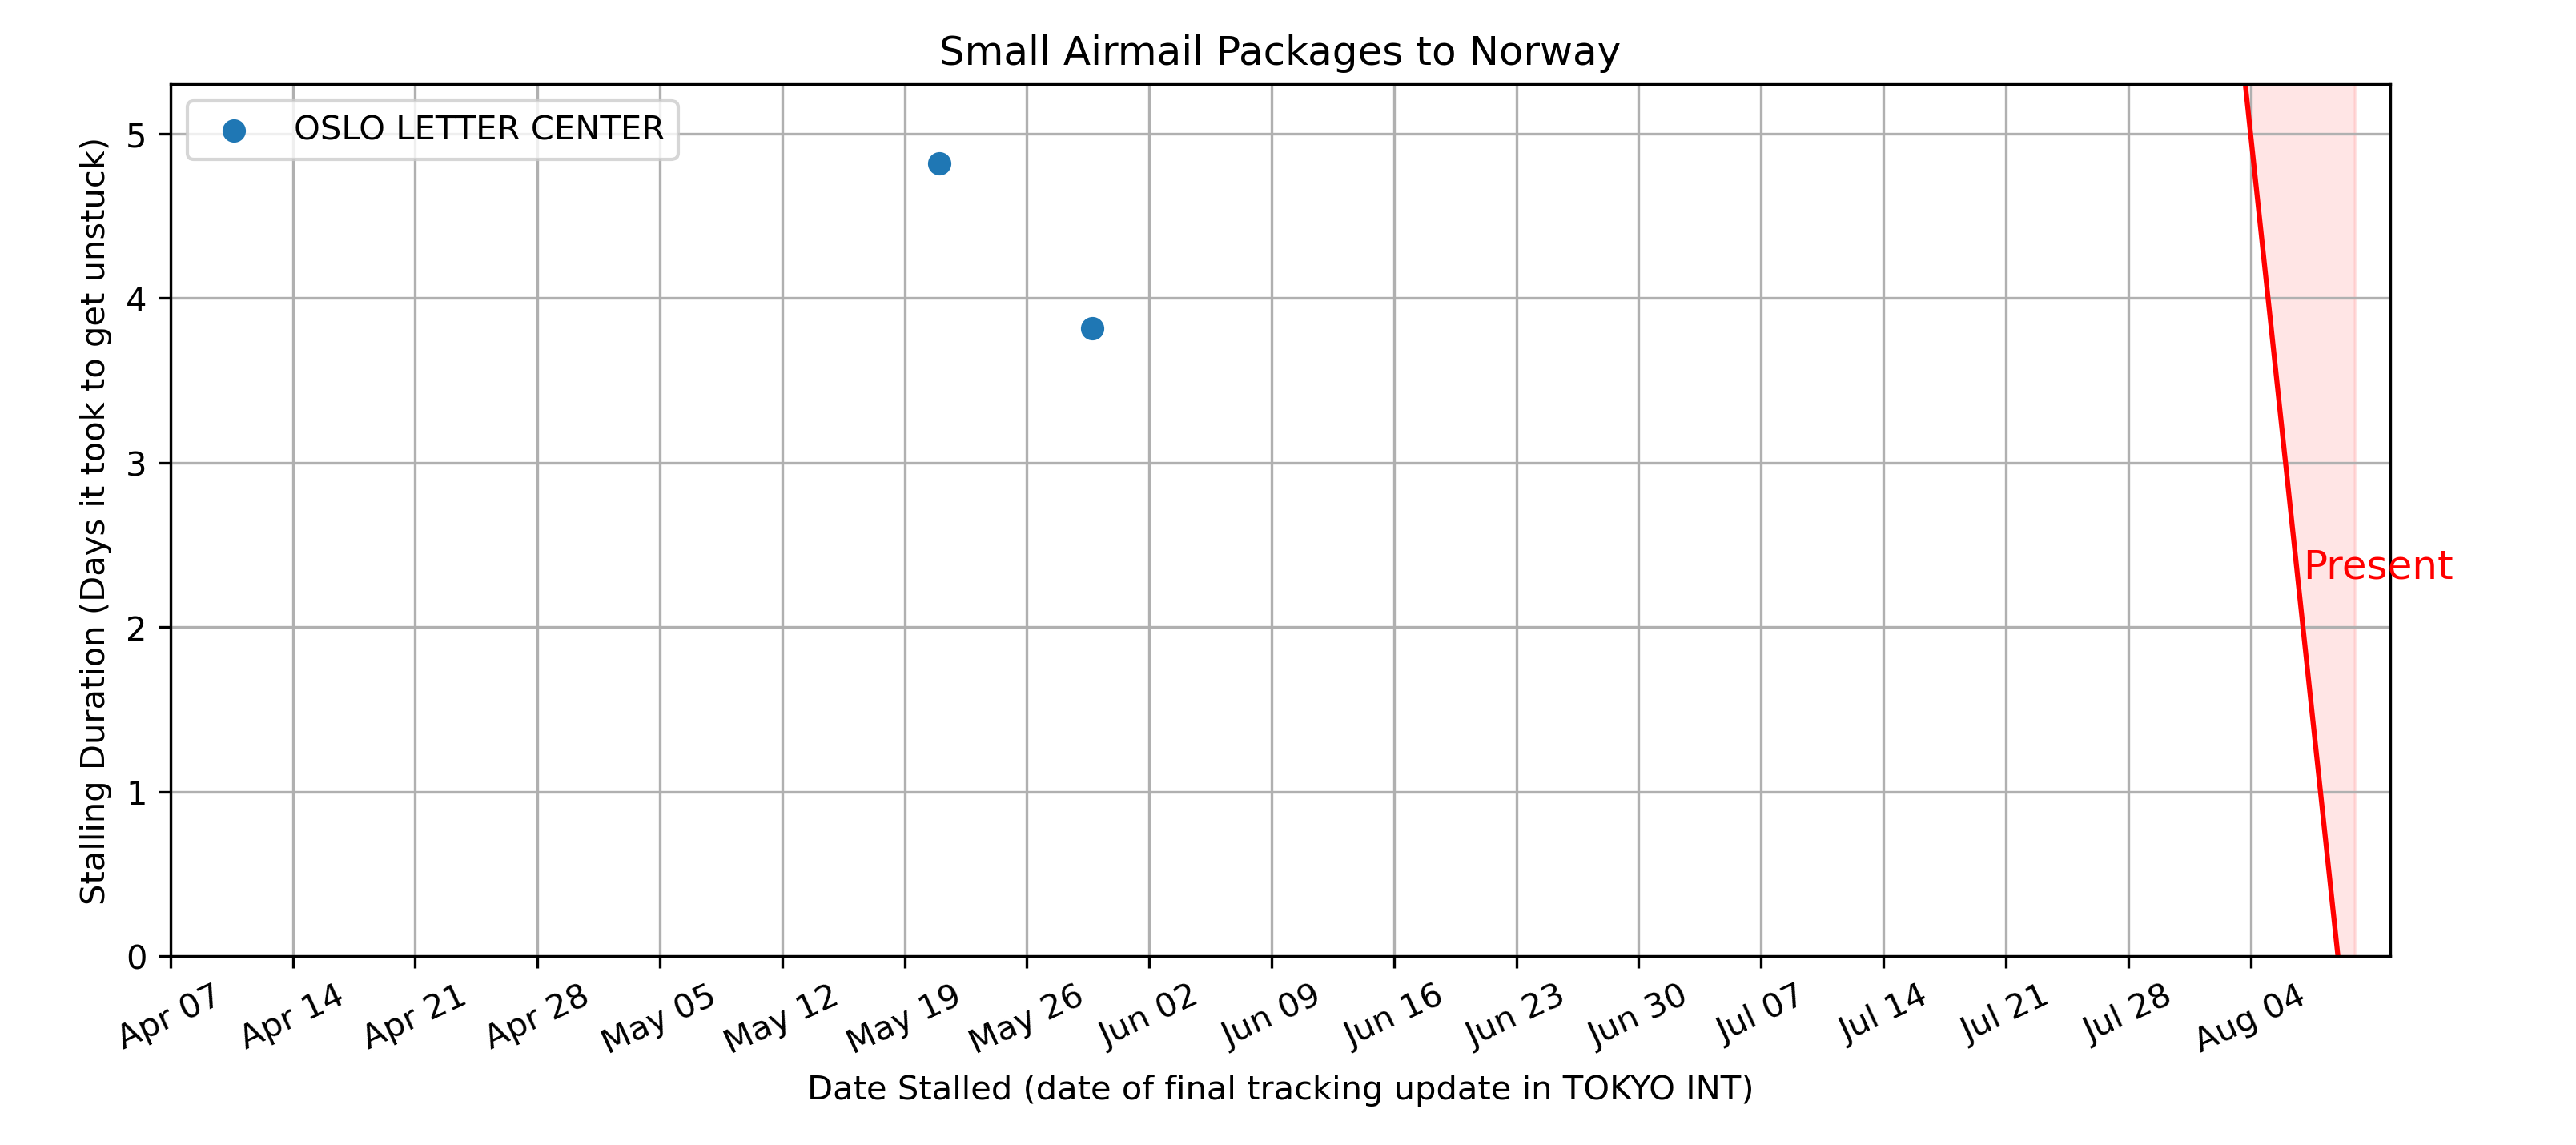 Small Airmail Packages to Norway
OSLO LETTER CENTER
Stalling Duration (Days it took to get unstuck)
5
4
3
2
1
0
Present
Apr 07
Apr 14
Apr 21
Apr 28
May 05
May 12
May 19
May 26
Jun 02
Jun 09
Jun 16
Jun 23
Jun 30
Jul 07
Jul 14
Jul 21
Jul 28
Aug 04
Date Stalled (date of final tracking update in TOKYO INT)